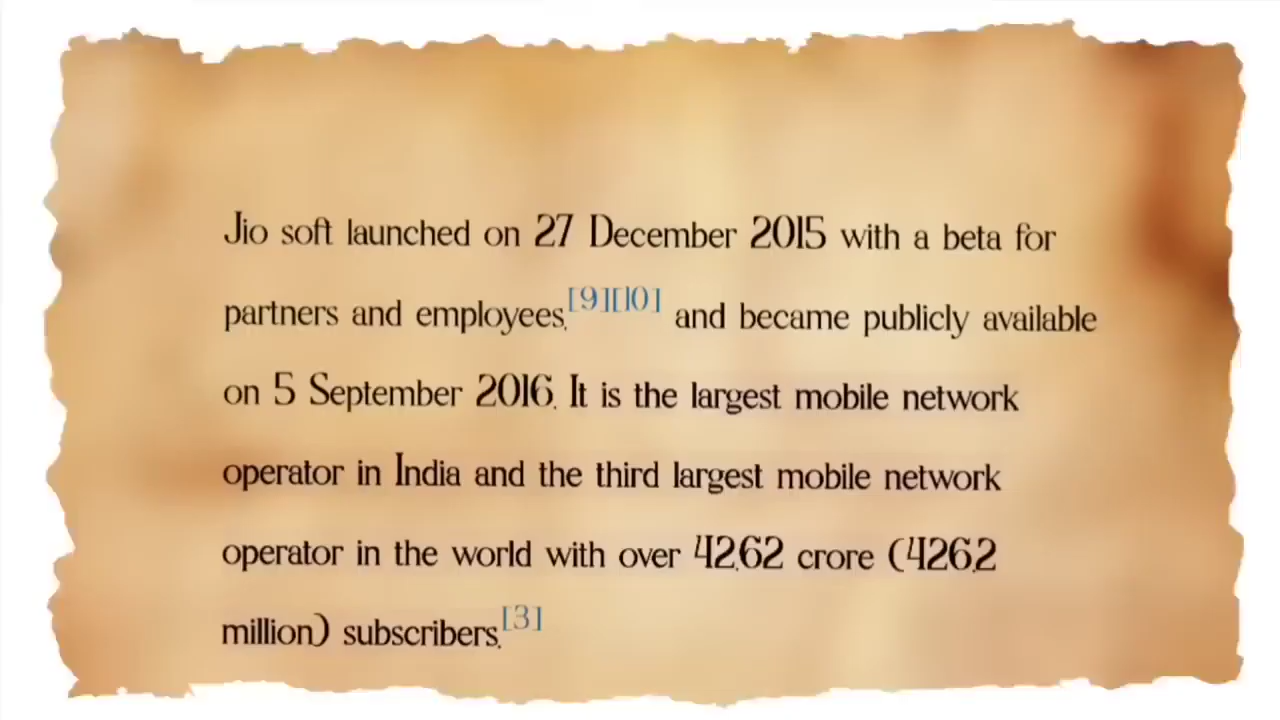 Jio soft launched on 27 December 2015 with a beta for
partners and employees,[9][10] and became publicly available
on 5 September 2016. It is the largest mobile network
operator in India and the third largest mobile network
operator in the world with over 42.62 crore (426.2
million) subscribers.[3]